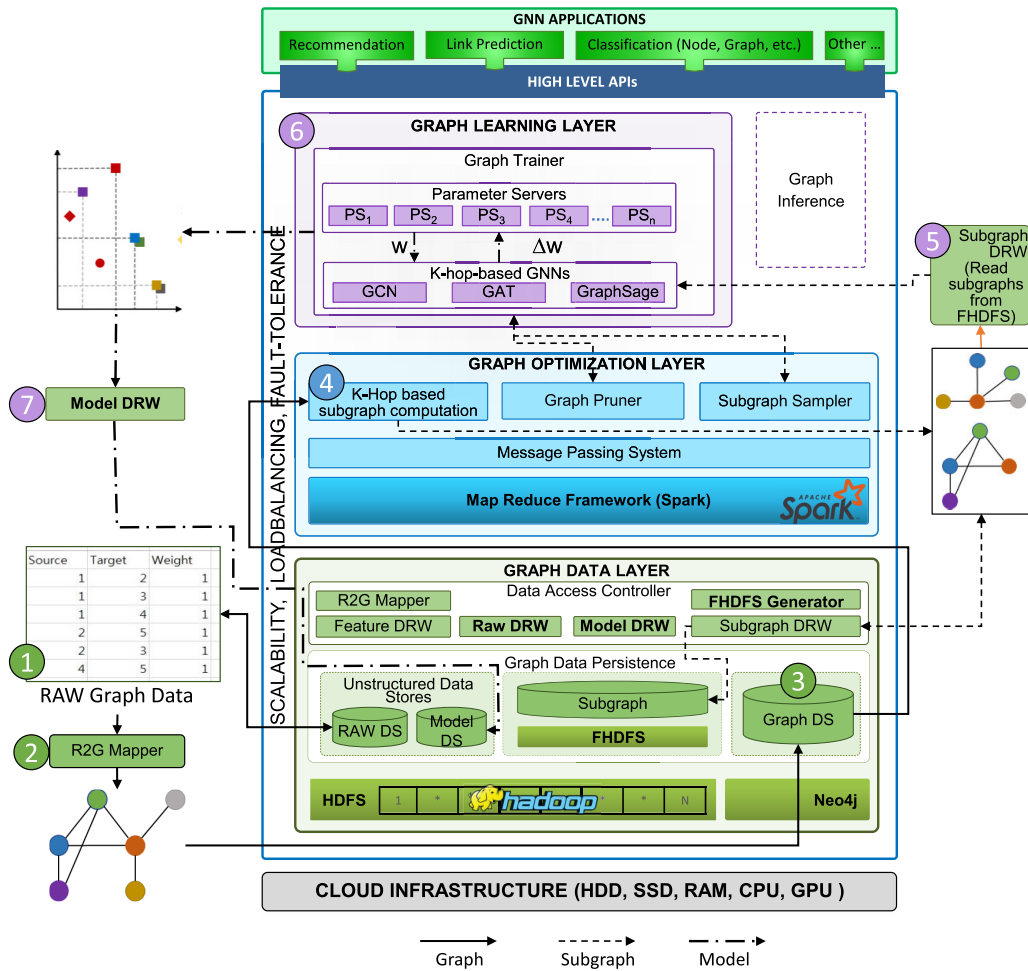 GNN APPLICATIONS
Recommendation
Link Prediction
Classification (Node, Graph, etc.)
Other ...
HIGH LEVEL APIs
6
GRAPH LEARNING LAYER
Graph Trainer
Parameter Servers
PS1
PS2
PS3
PS4
....
PSn
W
ΔW
K-hop-based GNNs
GCN
GAT
GraphSage
Graph
Inference
5
Subgraph
DRW
(Read
subgraphs
from
FHDFS)
SCALABILITY, LOADBALANCING, FAULT-TOLERANCE
GRAPH OPTIMIZATION LAYER
4
K-Hop based
subgraph computation
Graph Pruner
Subgraph Sampler
Message Passing System
Map Reduce Framework (Spark)
APACHE
Spark
7
Model DRW
Source Target Weight
1 2 1
1 3 1
1 4 1
2 5 1
2 3 1
4 5 1
1
RAW Graph Data
2
R2G Mapper
GRAPH DATA LAYER
Data Access Controller
R2G Mapper
FHDFS Generator
Feature DRW
Raw DRW
Model DRW
Subgraph DRW
Graph Data Persistence
Unstructured Data
Stores
RAW DS
Model
DS
Subgraph
FHDFS
3
Graph DS
HDFS
1 * * * * N
hadoop
Neo4j
CLOUD INFRASTRUCTURE (HDD, SSD, RAM, CPU, GPU )
Graph
Subgraph
Model